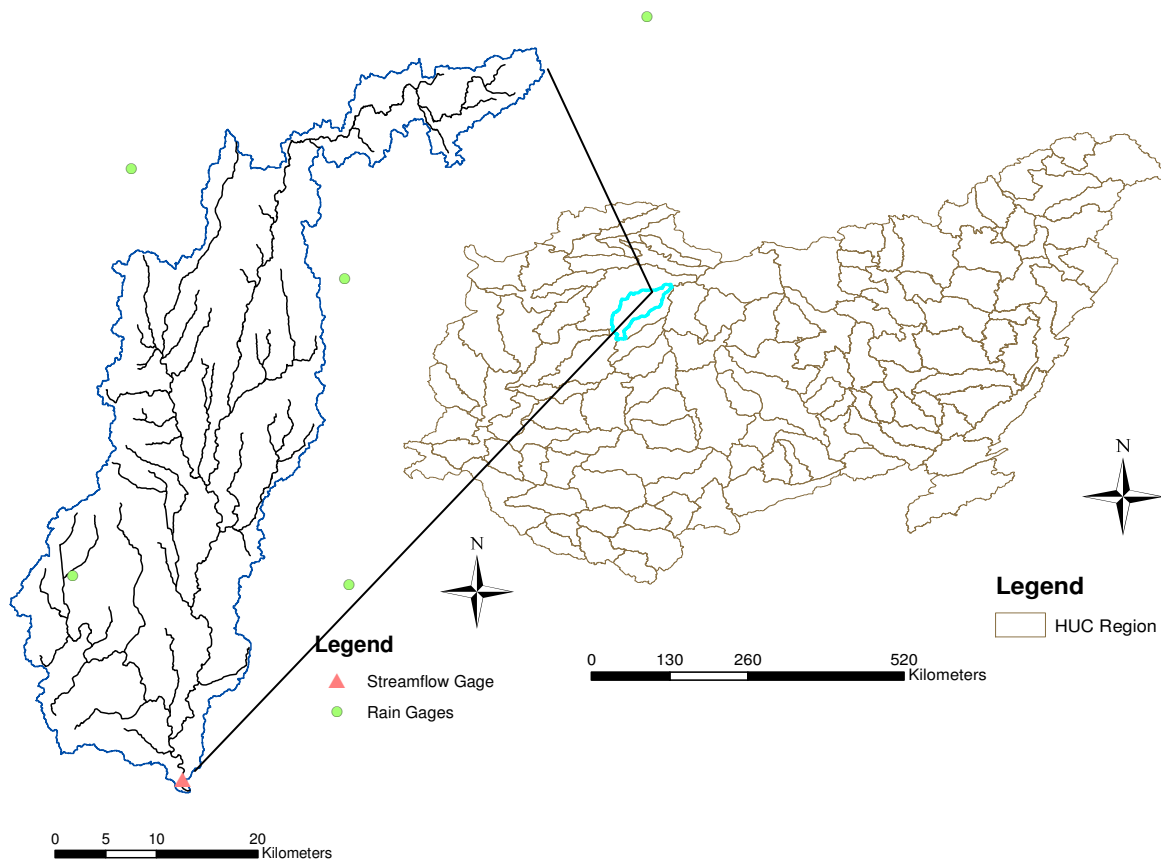 N
N
Legend
HUC Region
Legend
Streamflow Gage
Rain Gages
0 130 260 520
Kilometers
0 5 10 20
Kilometers